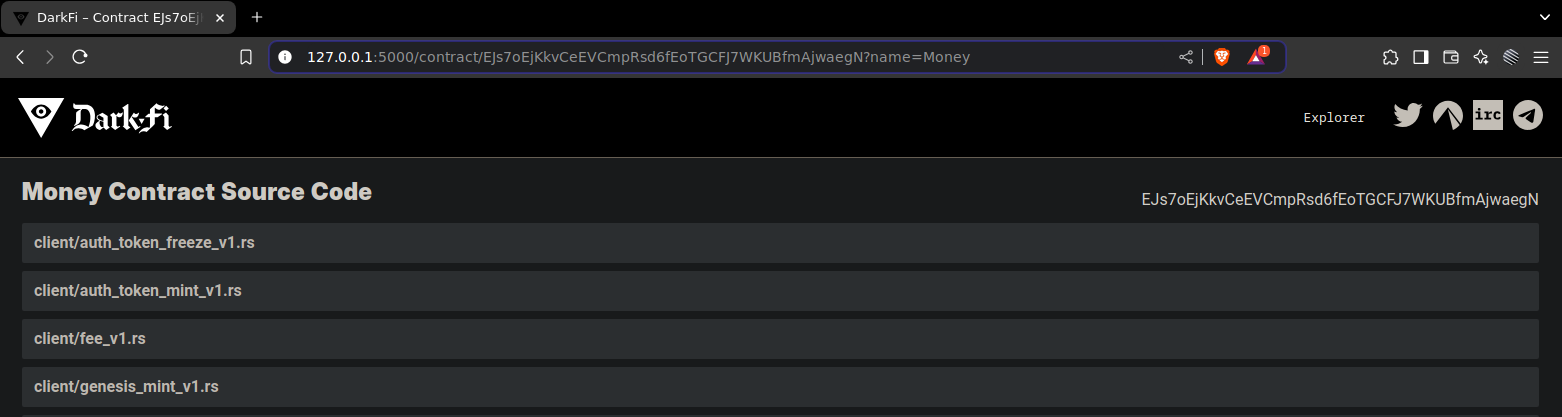 DarkFi – Contract EJs7oEj
127.0.0.1:5000/contract/EJs7oEjKkvCeEVCmpRsd6fEoTGCFJ7WKUBfmAjwaegN?name=Money
1
DarkFi
Explorer
irc
Money Contract Source Code
EJs7oEjKkvCeEVCmpRsd6fEoTGCFJ7WKUBfmAjwaegN
client/auth_token_freeze_v1.rs
client/auth_token_mint_v1.rs
client/fee_v1.rs
client/genesis_mint_v1.rs